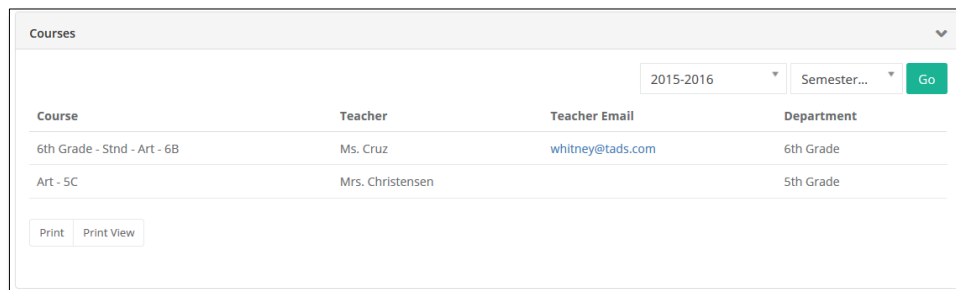 Courses
2015-2016 Semester... Go
Course Teacher Teacher Email Department
6th Grade - Stnd - Art - 6B Ms. Cruz whitney@tads.com 6th Grade
Art - 5C Mrs. Christensen 5th Grade
Print Print View